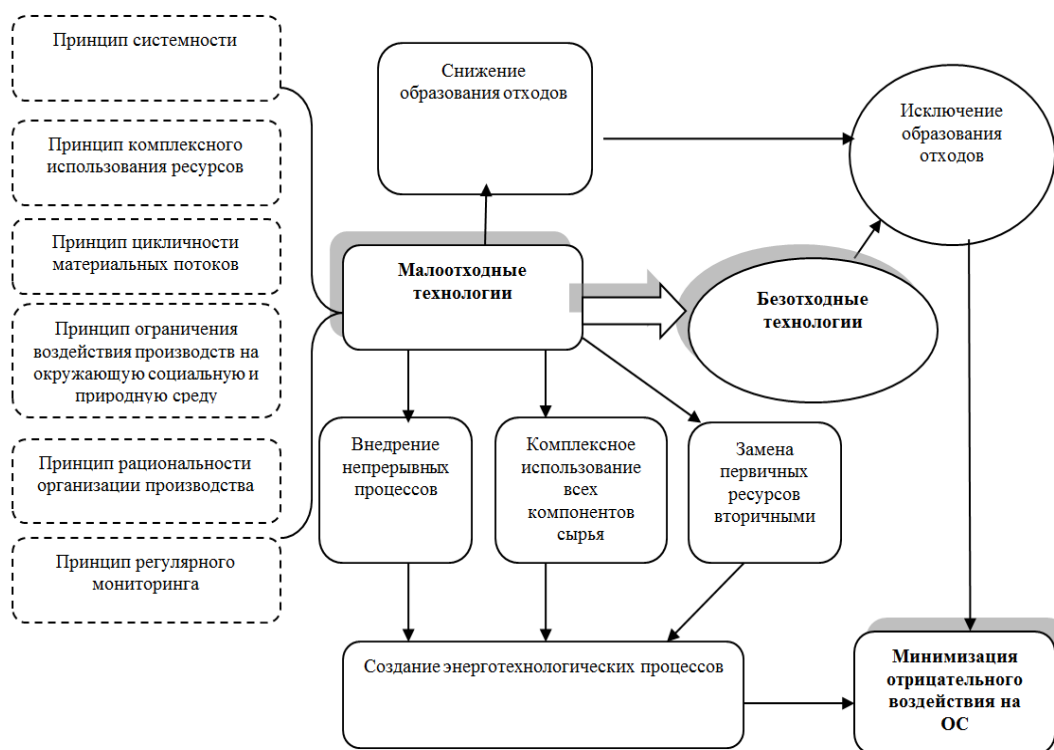 Принцип системности
Принцип комплексного
использования ресурсов
Принцип цикличности
материальных потоков
Принцип ограничения
воздействия производств на
окружающую социальную и
природную среду
Принцип рациональности
организации производства
Принцип регулярного
мониторинга
Снижение
образования отходов
Исключение
образования
отходов
Малоотходные
технологии
Безотходные
технологии
Внедрение
непрерывных
процессов
Комплексное
использование
всех
компонентов
сырья
Замена
первичных
ресурсов
вторичными
Создание энерготехнологических процессов
Минимизация
отрицательного
воздействия на
ОС